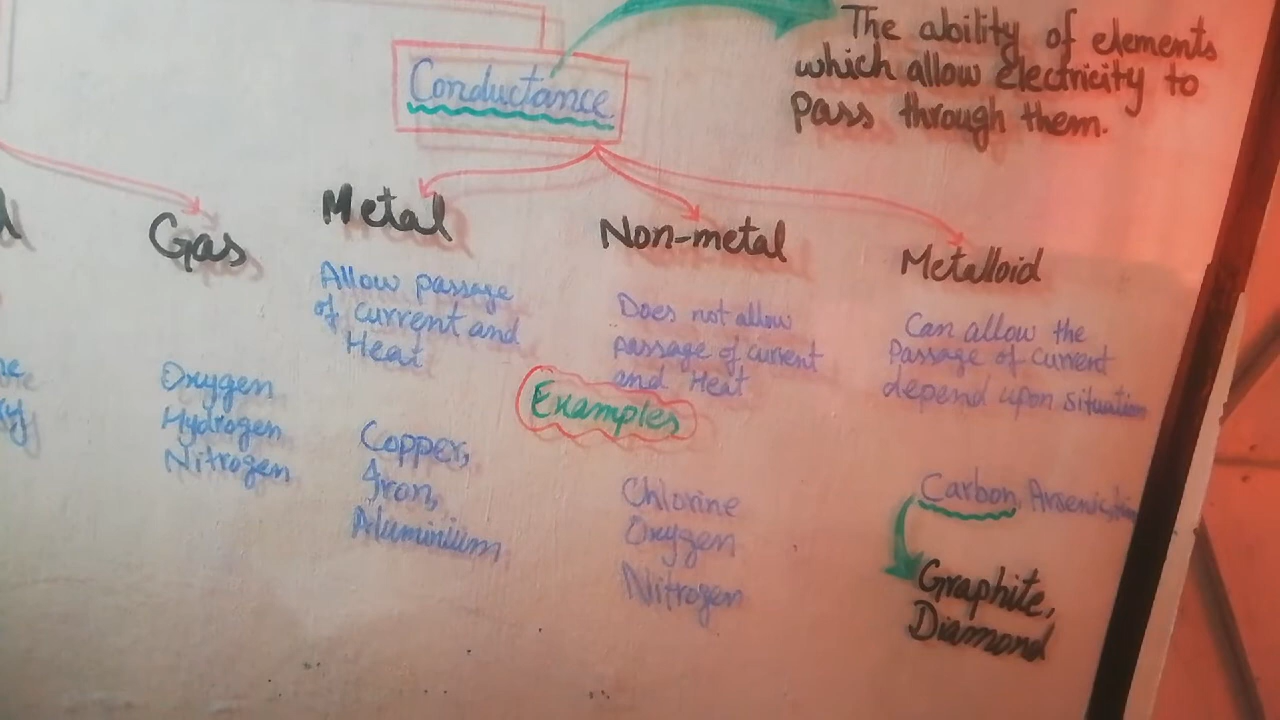 The ability of elements
which allow electricity to
pass through them.
Conductance
Gas
Oxygen
Hydrogen
Nitrogen
Metal
Allow passage
of current and
Heat
Copper,
Iron,
Aluminium
Non-metal
Does not allow
passage of current
and Heat
Examples
Chlorine
Oxygen
Nitrogen
Metalloid
Can allow the
Passage of current
depend upon situation
Carbon, Arsenic,
Graphite,
Diamond